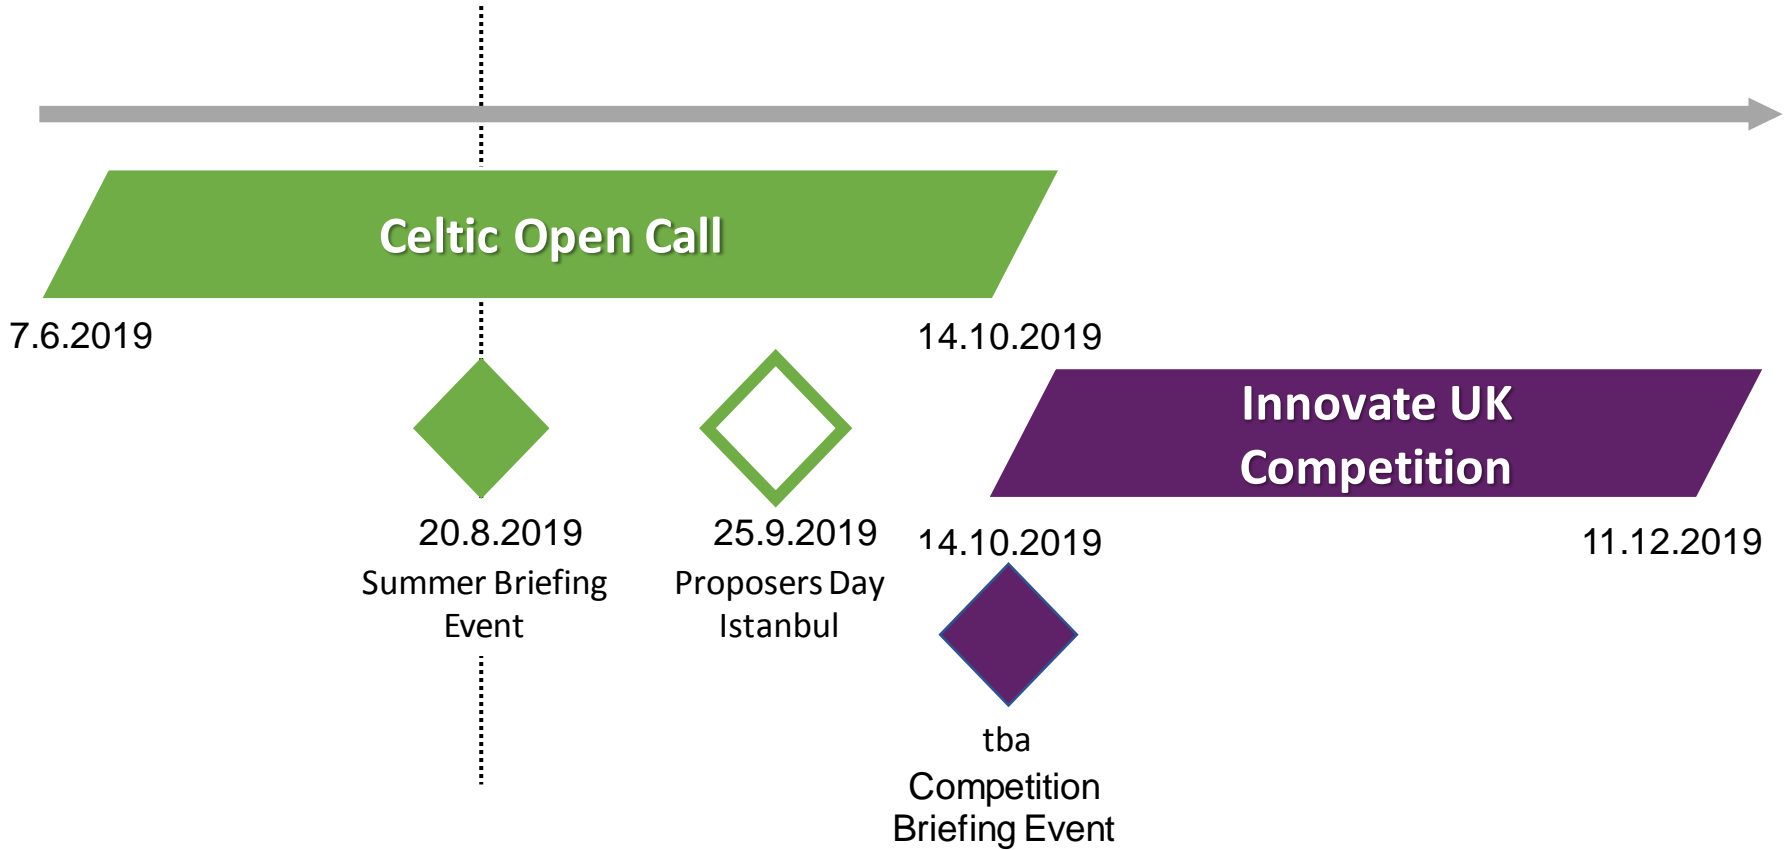 Celtic Open Call
7.6.2019
14.10.2019
Innovate UK
Competition
20.8.2019
Summer Briefing
Event
25.9.2019
Proposers Day
Istanbul
14.10.2019
11.12.2019
tba
Competition
Briefing Event